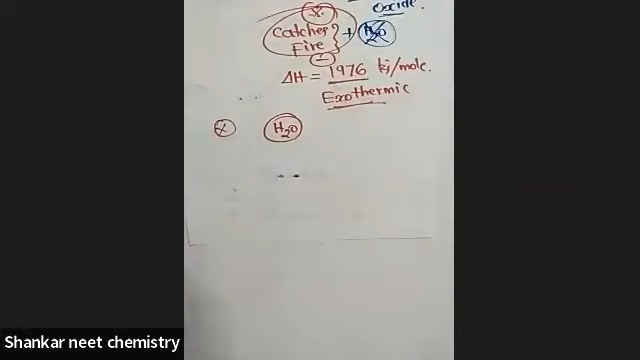 oxide.
x
Catches } + H₂O
Fire
-
ΔH = 1976 kj/mole.
Exothermic
x H₂O
Shankar neet chemistry